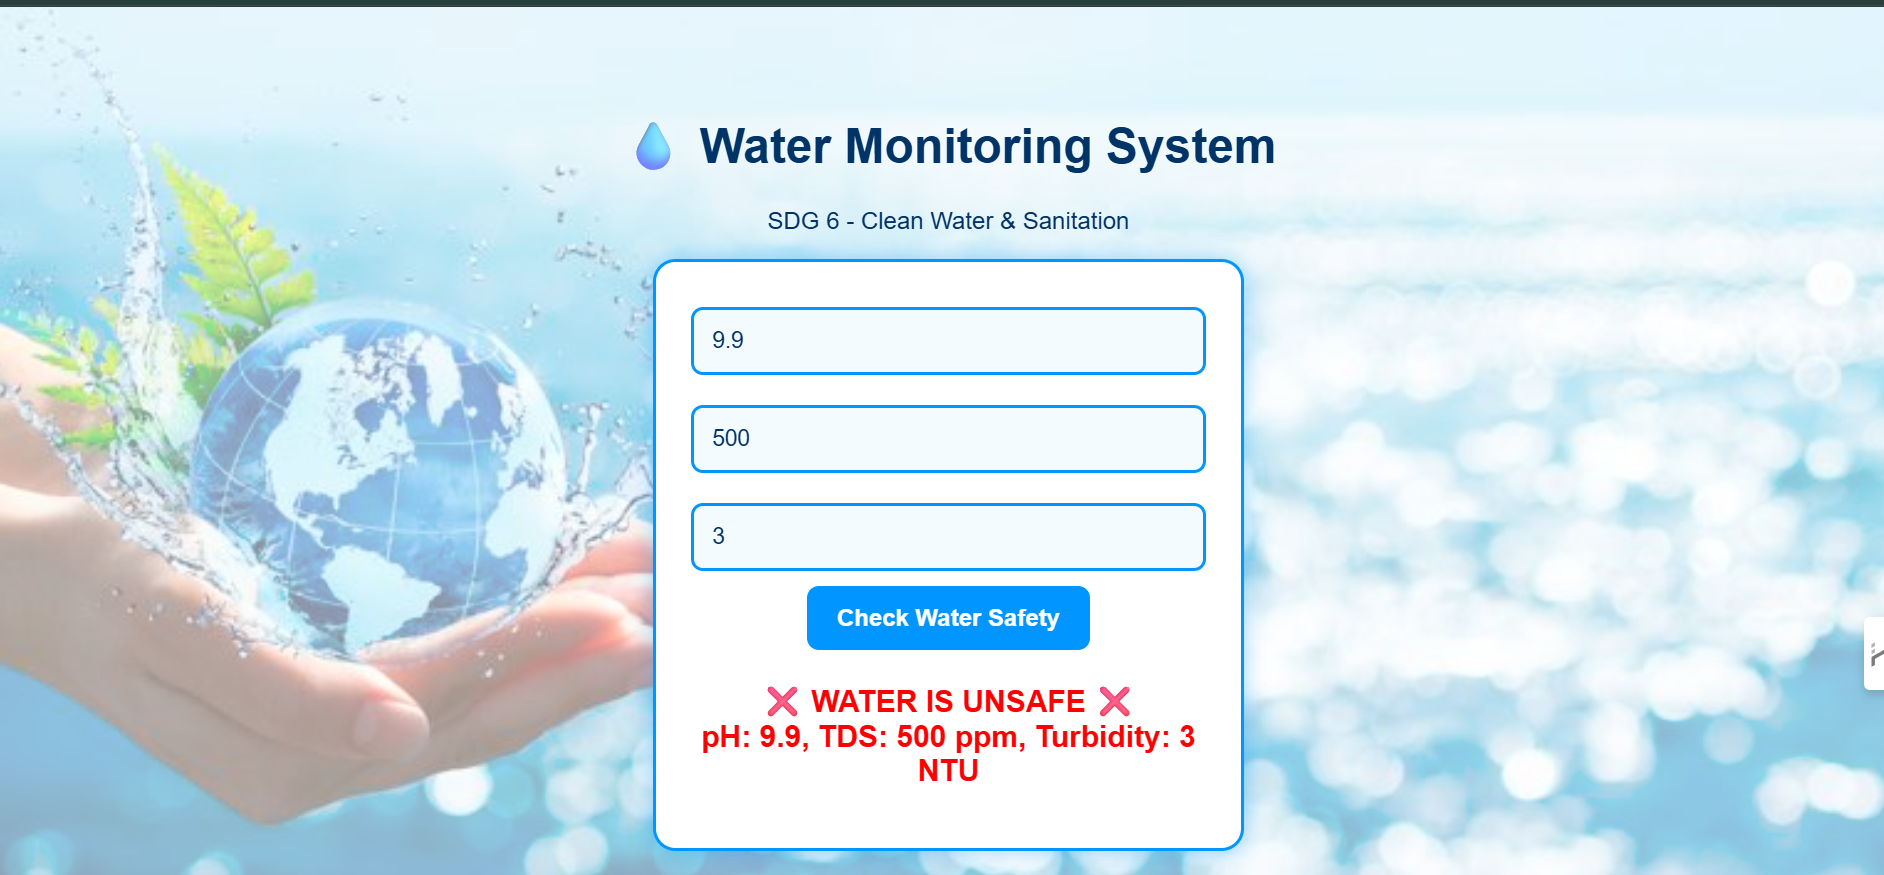 Water Monitoring System
SDG 6 - Clean Water & Sanitation
9.9
500
3
Check Water Safety
❌ WATER IS UNSAFE ❌
pH: 9.9, TDS: 500 ppm, Turbidity: 3
NTU